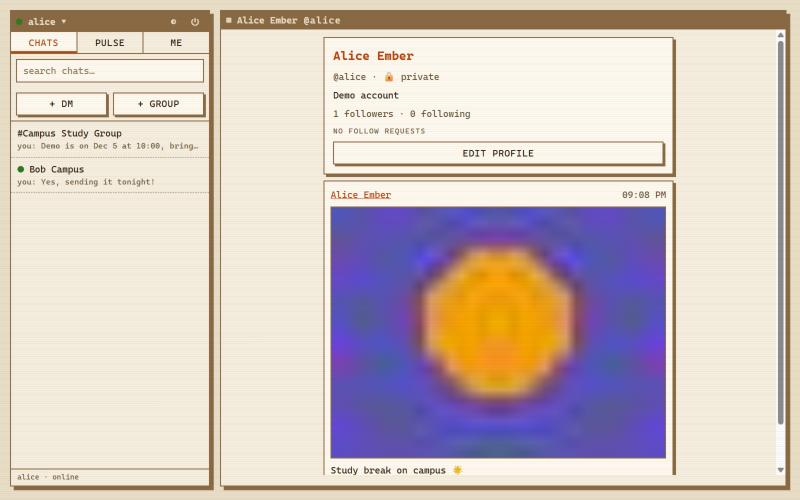 alice ▼
CHATS PULSE ME
search chats…
+ DM + GROUP
#Campus Study Group
you: Demo is on Dec 5 at 10:00, bring…
Bob Campus
you: Yes, sending it tonight!
alice · online
Alice Ember @alice
Alice Ember
@alice · 🔒 private
Demo account
1 followers · 0 following
NO FOLLOW REQUESTS
EDIT PROFILE
Alice Ember 09:08 PM
Study break on campus ☀️